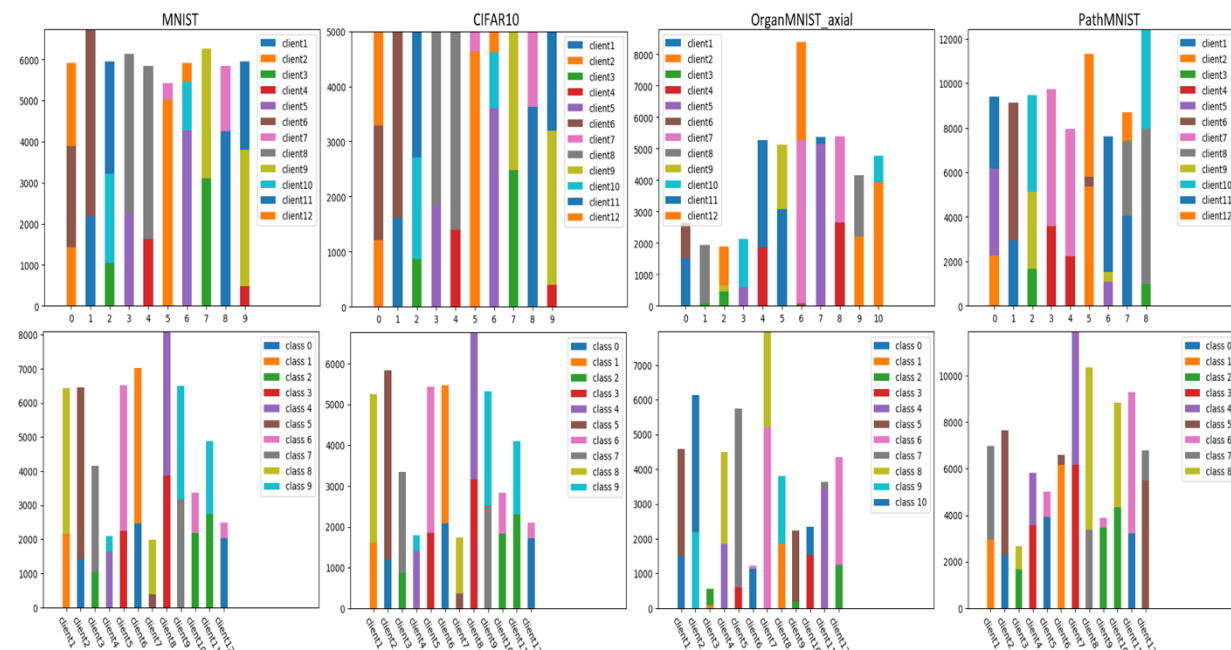 MNIST
6000
5000
4000
3000
2000
1000
0
0 1 2 3 4 5 6 7 8 9
client1
client2
client3
client4
client5
client6
client7
client8
client9
client10
client11
client12
CIFAR10
5000
4000
3000
2000
1000
0
0 1 2 3 4 5 6 7 8 9
client1
client2
client3
client4
client5
client6
client7
client8
client9
client10
client11
client12
OrganMNIST_axial
8000
7000
6000
5000
4000
3000
2000
1000
0
0 1 2 3 4 5 6 7 8 9 10
client1
client2
client3
client4
client5
client6
client7
client8
client9
client10
client11
client12
PathMNIST
12000
10000
8000
6000
4000
2000
0
0 1 2 3 4 5 6 7 8
client1
client2
client3
client4
client5
client6
client7
client8
client9
client10
client11
client12
8000
7000
6000
5000
4000
3000
2000
1000
0
client1 client2 client3 client4 client5 client6 client7 client8 client9 client10 client11 client12
class 0
class 1
class 2
class 3
class 4
class 5
class 6
class 7
class 8
class 9
6000
5000
4000
3000
2000
1000
0
client1 client2 client3 client4 client5 client6 client7 client8 client9 client10 client11 client12
class 0
class 1
class 2
class 3
class 4
class 5
class 6
class 7
class 8
class 9
7000
6000
5000
4000
3000
2000
1000
0
client1 client2 client3 client4 client5 client6 client7 client8 client9 client10 client11 client12
class 0
class 1
class 2
class 3
class 4
class 5
class 6
class 7
class 8
class 9
class 10
10000
8000
6000
4000
2000
0
client1 client2 client3 client4 client5 client6 client7 client8 client9 client10 client11 client12
class 0
class 1
class 2
class 3
class 4
class 5
class 6
class 7
class 8